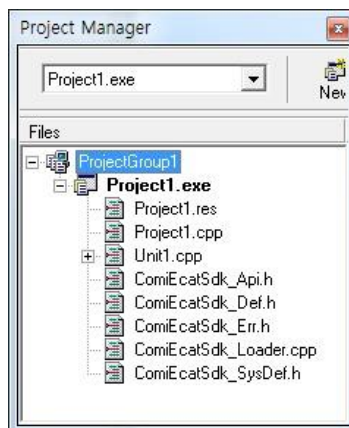 Project Manager
Project1.exe
New
Files
ProjectGroup1
Project1.exe
Project1.res
Project1.cpp
Unit1.cpp
ComiEcatSdk_Api.h
ComiEcatSdk_Def.h
ComiEcatSdk_Err.h
ComiEcatSdk_Loader.cpp
ComiEcatSdk_SysDef.h